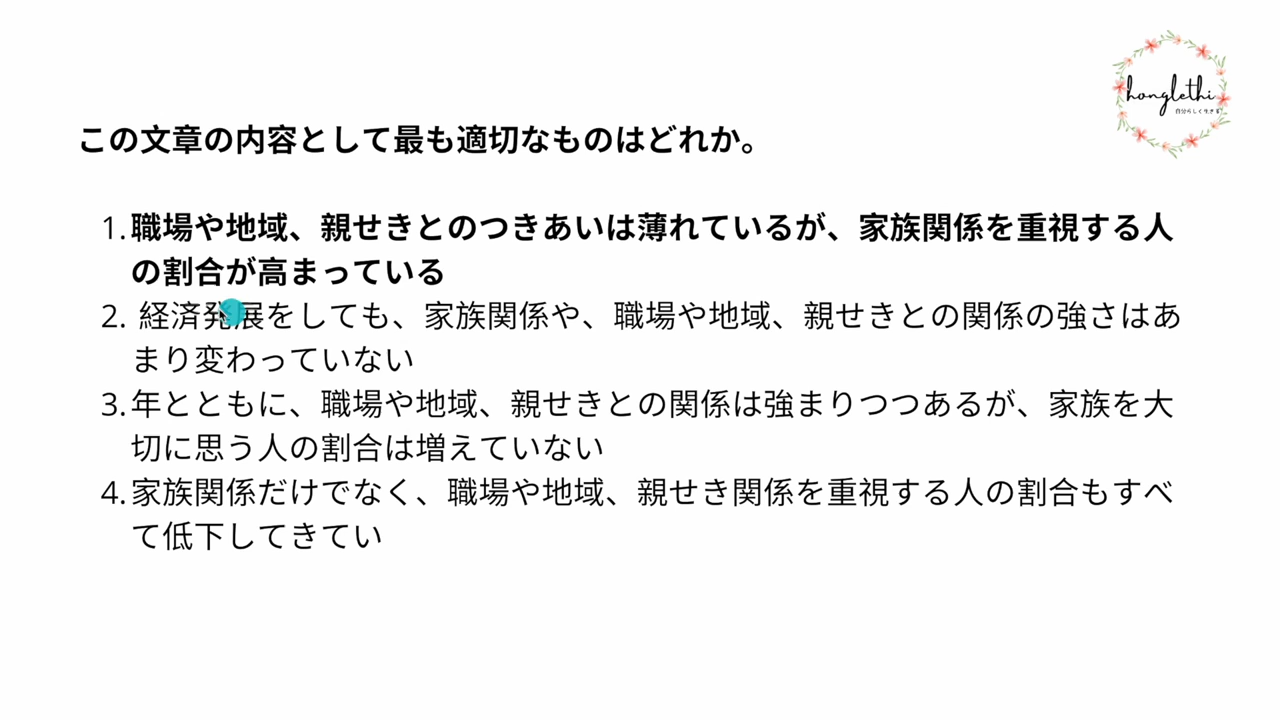 honglethi
自分らしく生きる
この文章の内容として最も適切なものはどれか。
1. 職場や地域、親せきとのつきあいは薄れているが、家族関係を重視する人
の割合が高まっている
2. 経済発展をしても、家族関係や、職場や地域、親せきとの関係の強さはあ
まり変わっていない
3. 年とともに、職場や地域、親せきとの関係は強まりつつあるが、家族を大
切に思う人の割合は増えていない
4. 家族関係だけでなく、職場や地域、親せき関係を重視する人の割合もすべ
て低下してきてい